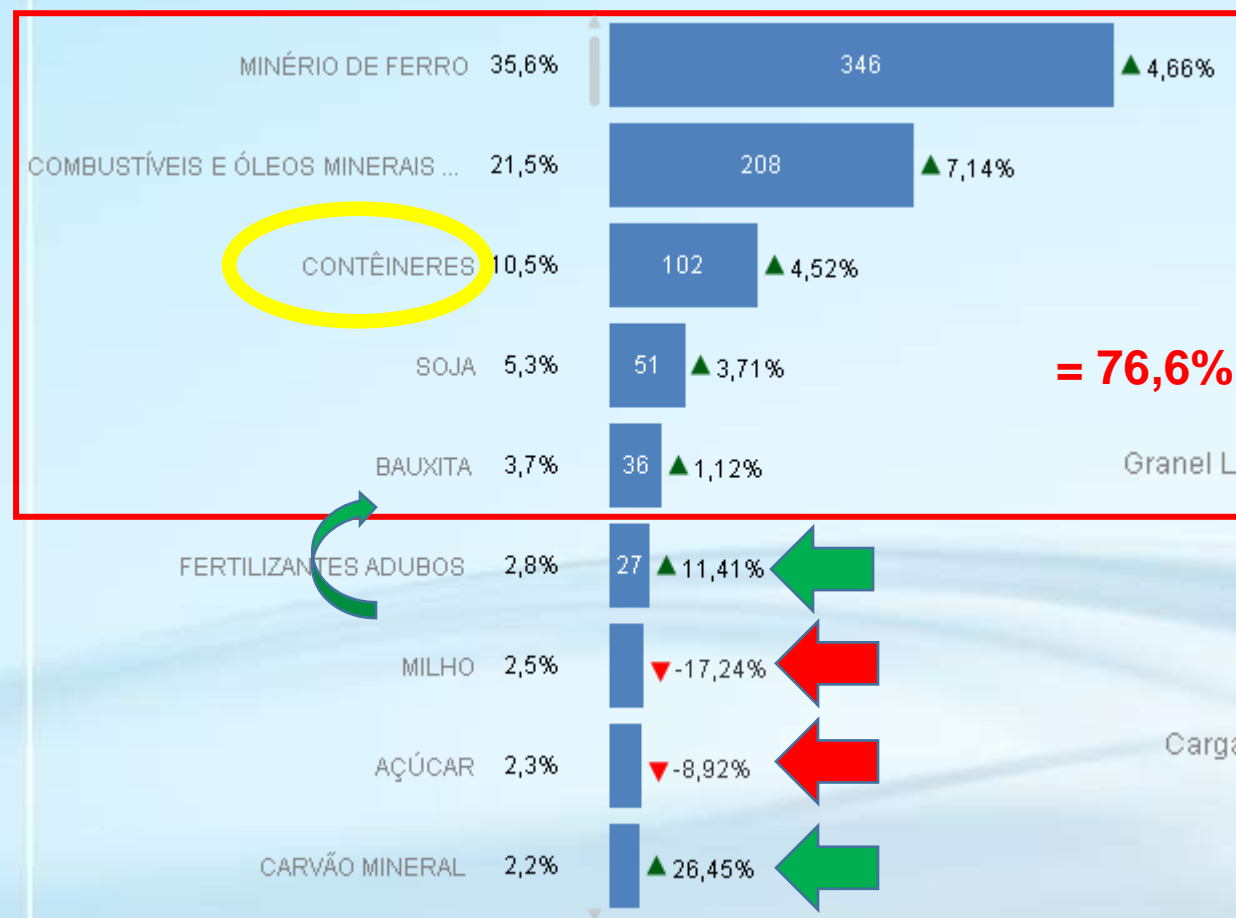 MINÉRIO DE FERRO 35,6% 346 4,66%
COMBUSTÍVEIS E ÓLEOS MINERAIS ... 21,5% 208 7,14%
CONTÊINERES 10,5% 102 4,52%
SOJA 5,3% 51 3,71% = 76,6%
BAUXITA 3,7% 36 1,12% Granel L
FERTILIZANTES ADUBOS 2,8% 27 11,41%
MILHO 2,5% -17,24%
Carga
AÇÚCAR 2,3% -8,92%
CARVÃO MINERAL 2,2% 26,45%